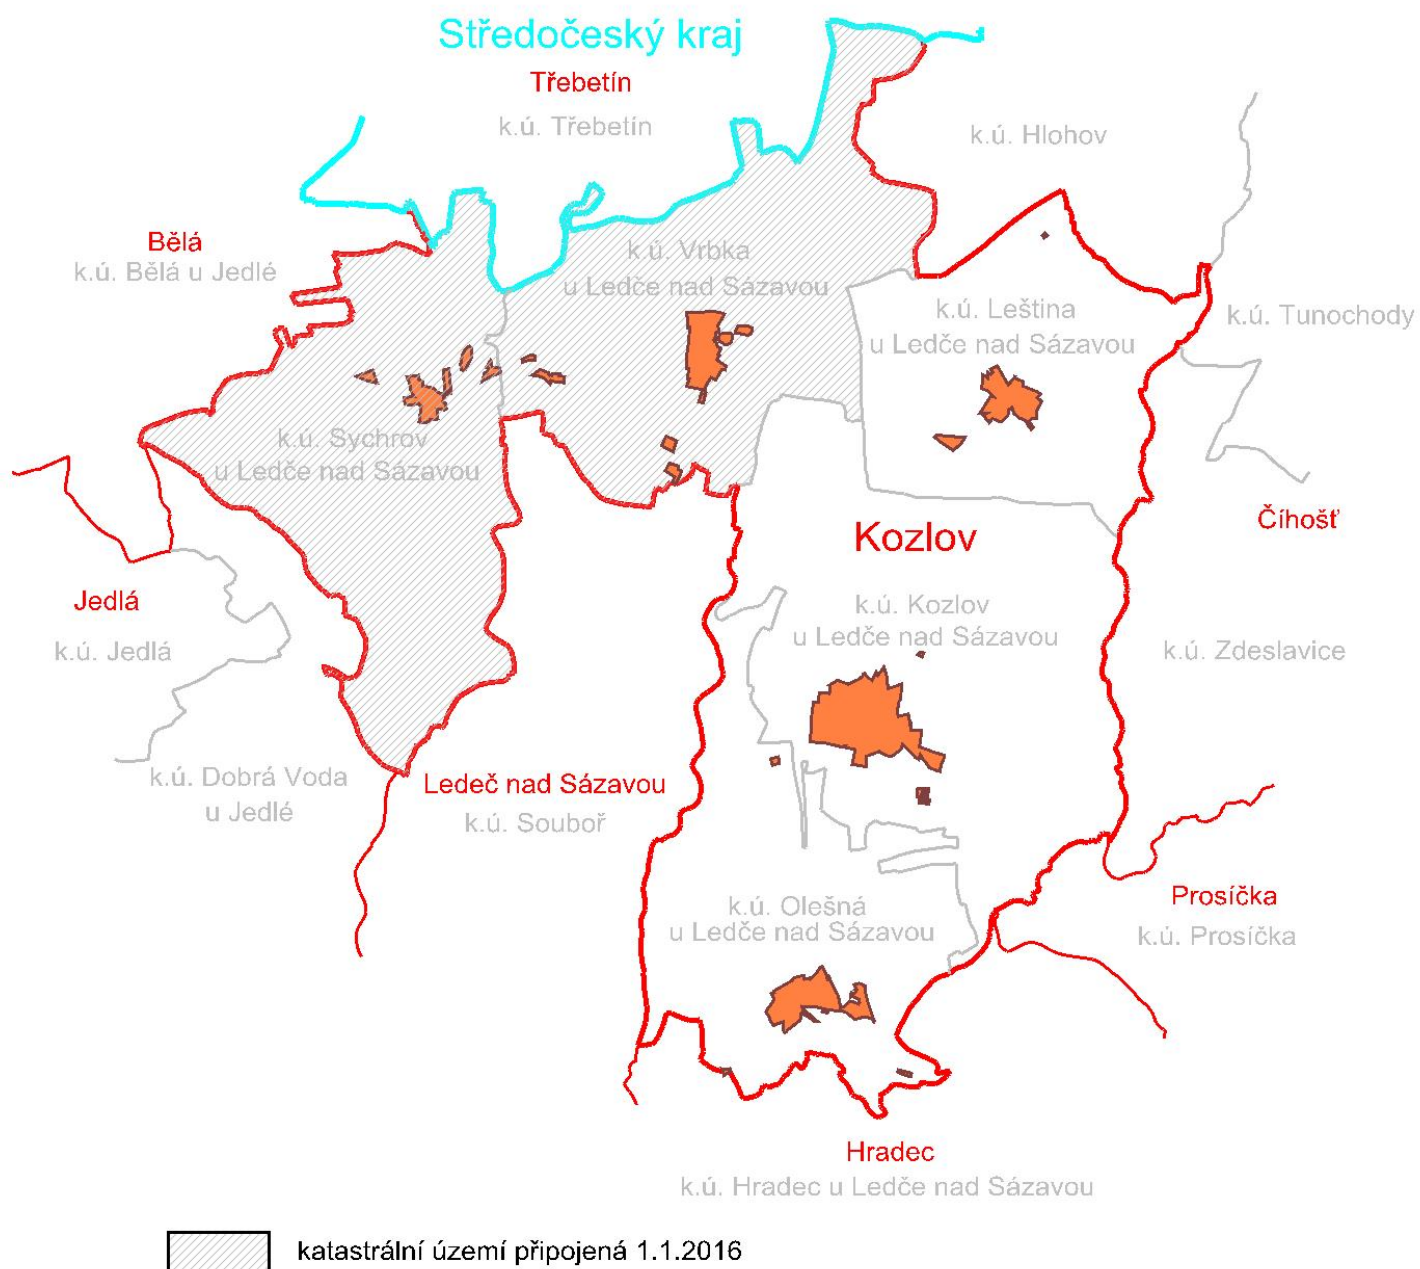 Středočeský kraj
Třebetín
k.ú. Třebetín
k.ú. Hlohov
Bělá
k.ú. Bělá u Jedlé
k.ú. Vrbka
u Ledče nad Sázavou
k.ú. Leština
u Ledče nad Sázavou
k.ú. Tunochody
k.ú. Sychrov
u Ledče nad Sázavou
Číhošť
Kozlov
Jedlá
k.ú. Kozlov
u Ledče nad Sázavou
k.ú. Jedlá
k.ú. Zdeslavice
k.ú. Dobrá Voda
u Jedlé
Ledeč nad Sázavou
k.ú. Souboř
Prosíčka
k.ú. Prosíčka
k.ú. Olešná
u Ledče nad Sázavou
Hradec
k.ú. Hradec u Ledče nad Sázavou
katastrální území připojená 1.1.2016